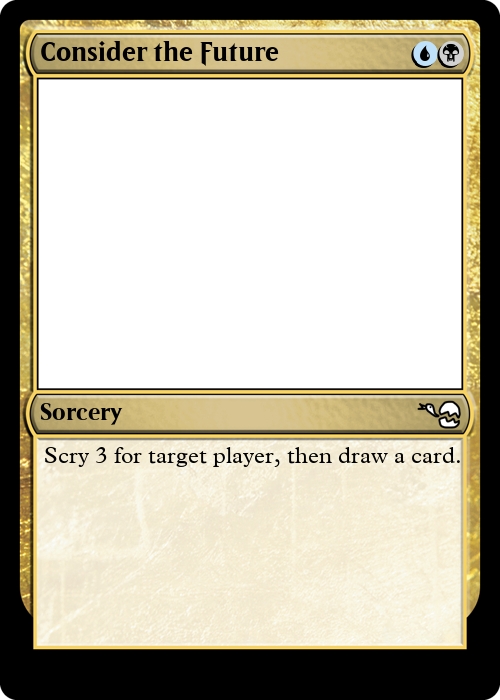 Consider the Future
Sorcery
Scry 3 for target player, then draw a card.